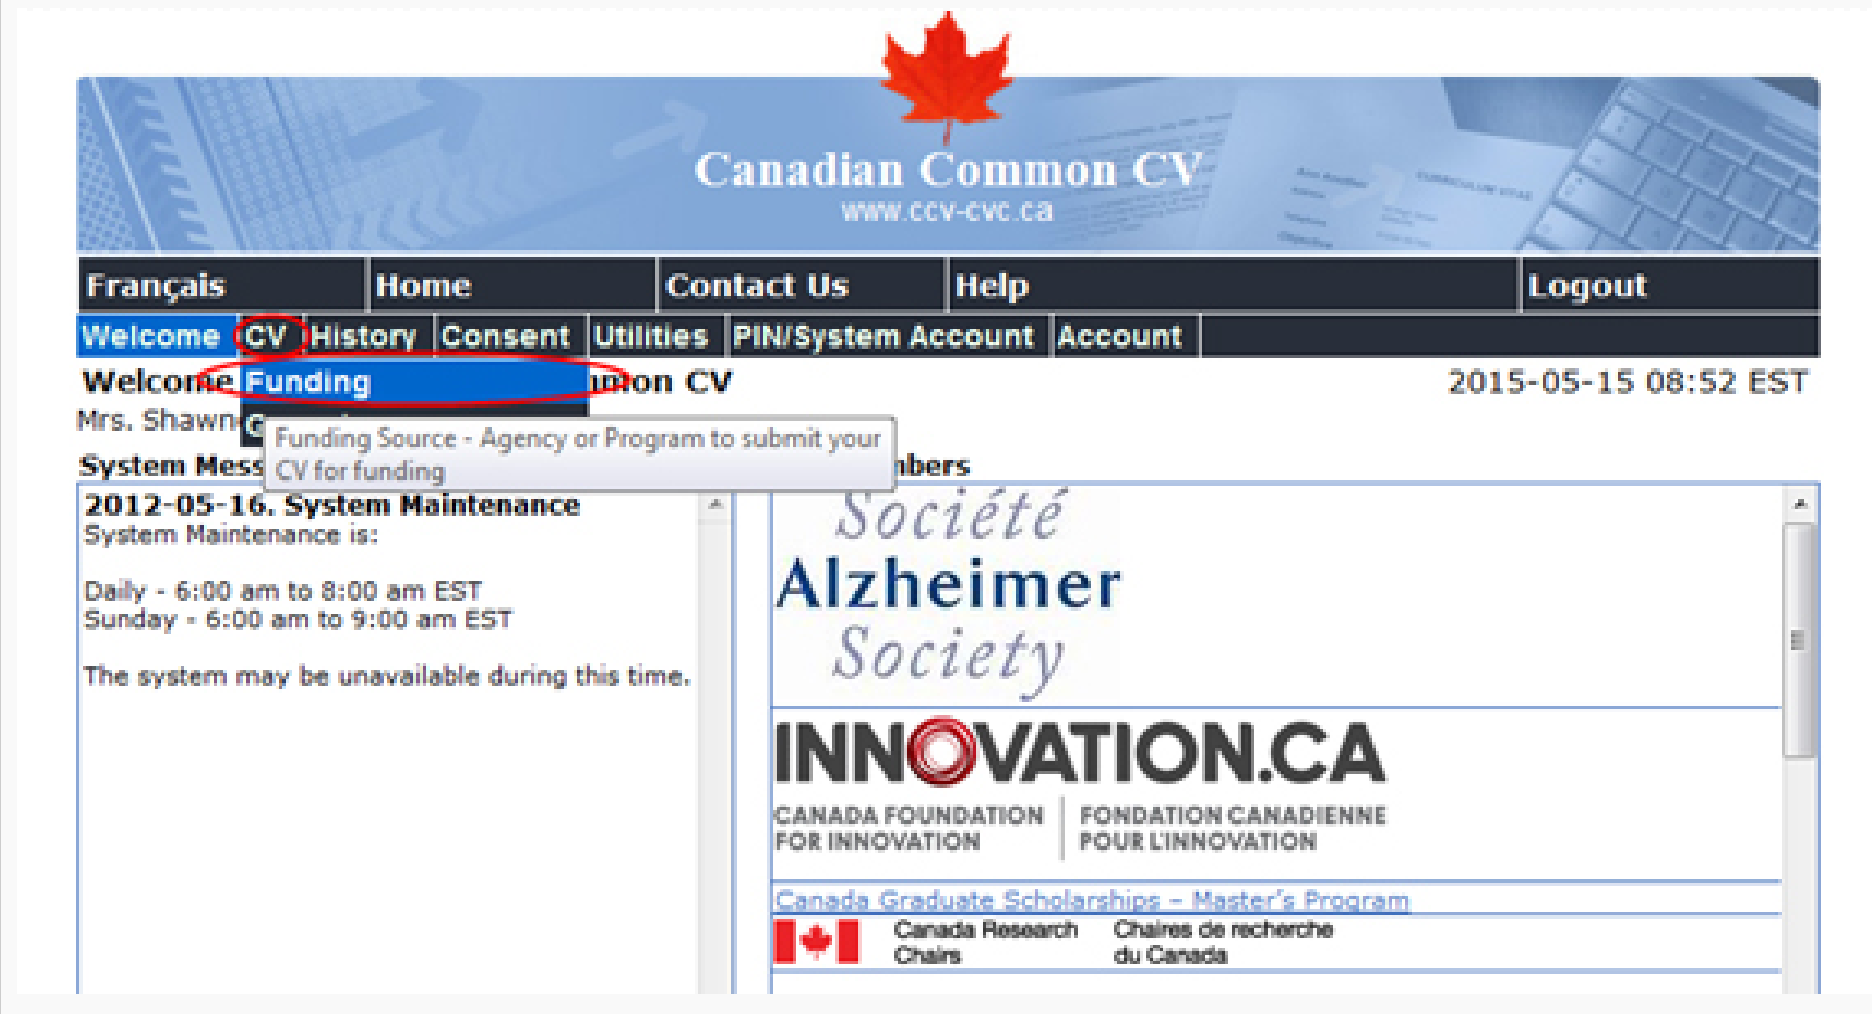 Canadian Common CV
www.ccv-cvc.ca
Français Home Contact Us Help Logout
Welcome CV History Consent Utilities PIN/System Account Account
Welcome Funding mmon CV 2015-05-15 08:52 EST
Mrs. Shawn
Funding Source - Agency or Program to submit your
CV for funding
System Mess mbers
2012-05-16. System Maintenance
System Maintenance is:
Daily - 6:00 am to 8:00 am EST
Sunday - 6:00 am to 9:00 am EST
The system may be unavailable during this time.
Société
Alzheimer
Society
INNOVATION.CA
CANADA FOUNDATION
FOR INNOVATION
FONDATION CANADIENNE
POUR L'INNOVATION
Canada Graduate Scholarships – Master's Program
Canada Research
Chairs
Chaires de recherche
du Canada